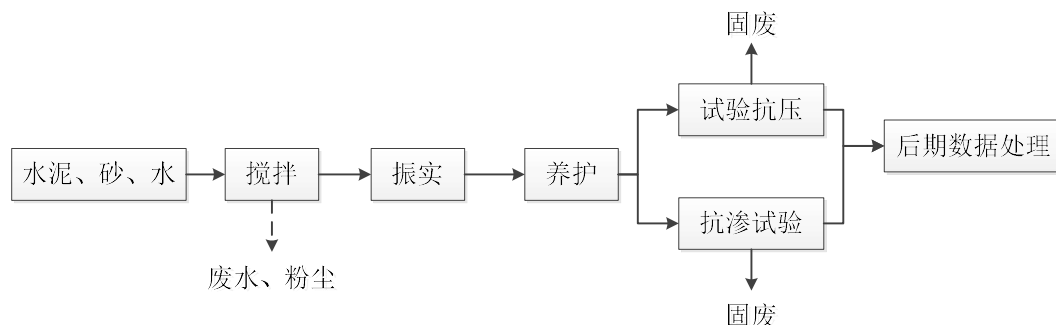 固废
试验抗压
后期数据处理
水泥、砂、水
搅拌
振实
养护
抗渗试验
废水、粉尘
固废